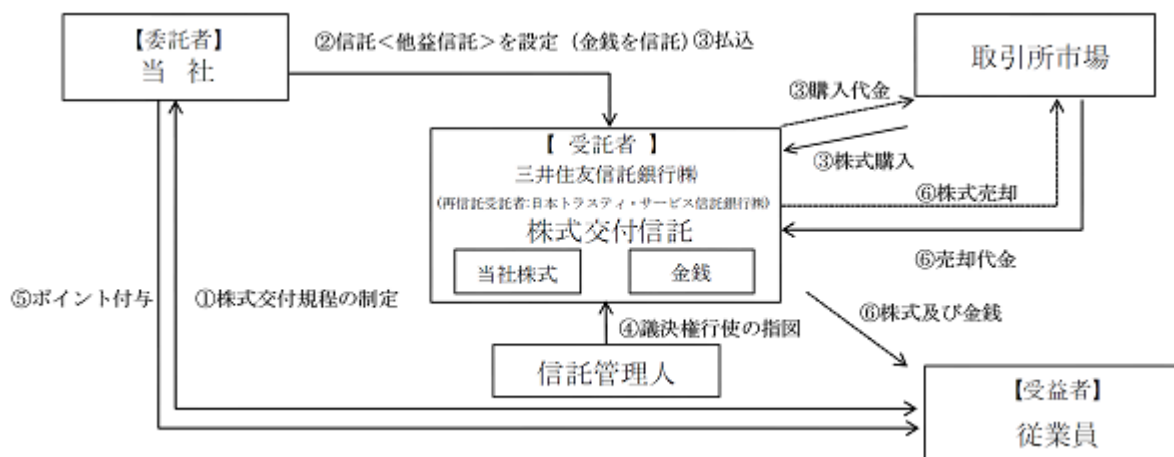 【委託者】
当 社
②信託<他益信託>を設定（金銭を信託）③払込
取引所市場
③購入代金
③株式購入
【 受託者 】
三井住友信託銀行㈱
(再信託受託者:日本トラスティ・サービス信託銀行㈱)
株式交付信託
当社株式
金銭
⑥株式売却
⑥売却代金
⑤ポイント付与
①株式交付規程の制定
④議決権行使の指図
⑥株式及び金銭
信託管理人
【受益者】
従業員